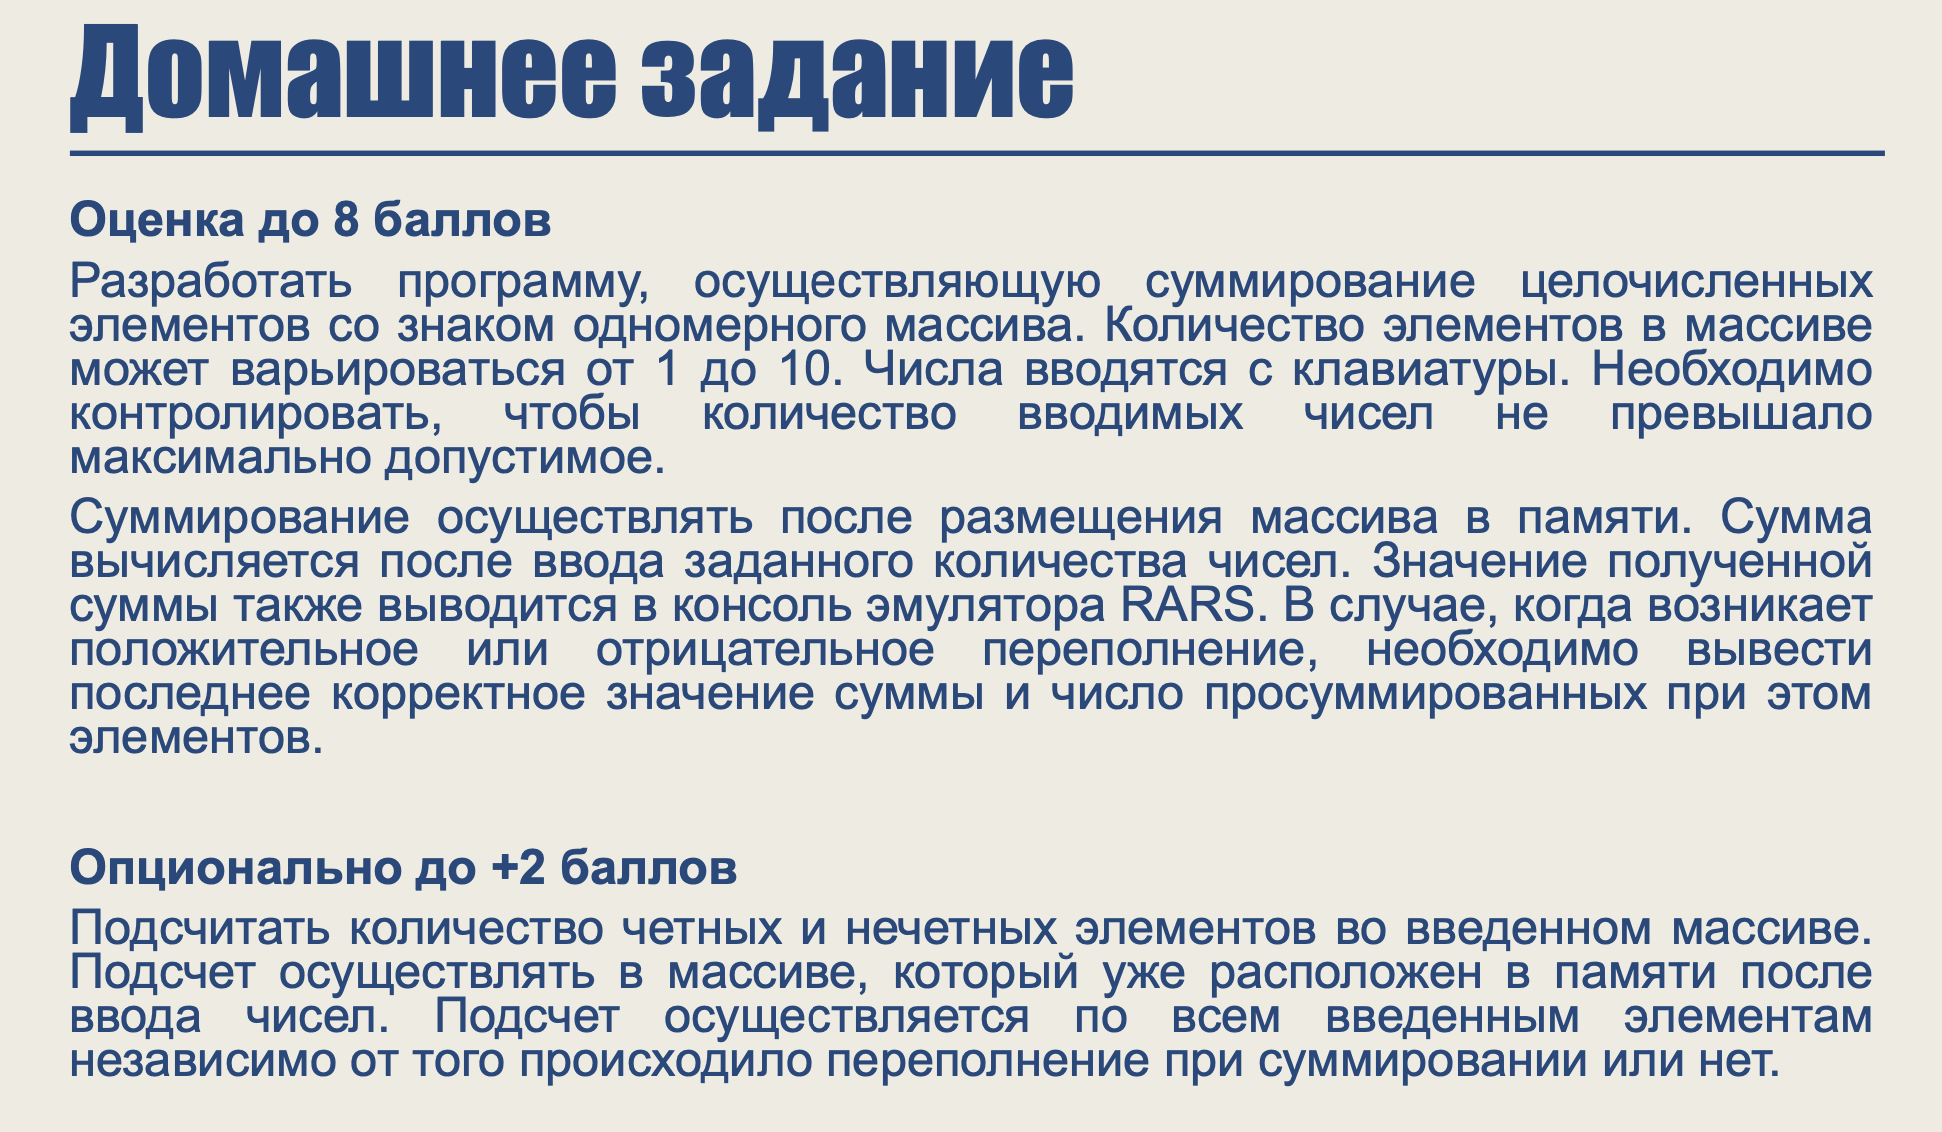 Домашнее задание
Оценка до 8 баллов
Разработать программу, осуществляющую суммирование целочисленных
элементов со знаком одномерного массива. Количество элементов в массиве
может варьироваться от 1 до 10. Числа вводятся с клавиатуры. Необходимо
контролировать, чтобы количество вводимых чисел не превышало
максимально допустимое.
Суммирование осуществлять после размещения массива в памяти. Сумма
вычисляется после ввода заданного количества чисел. Значение полученной
суммы также выводится в консоль эмулятора RARS. В случае, когда возникает
положительное или отрицательное переполнение, необходимо вывести
последнее корректное значение суммы и число просуммированных при этом
элементов.
Опционально до +2 баллов
Подсчитать количество четных и нечетных элементов во введенном массиве.
Подсчет осуществлять в массиве, который уже расположен в памяти после
ввода чисел. Подсчет осуществляется по всем введенным элементам
независимо от того происходило переполнение при суммировании или нет.